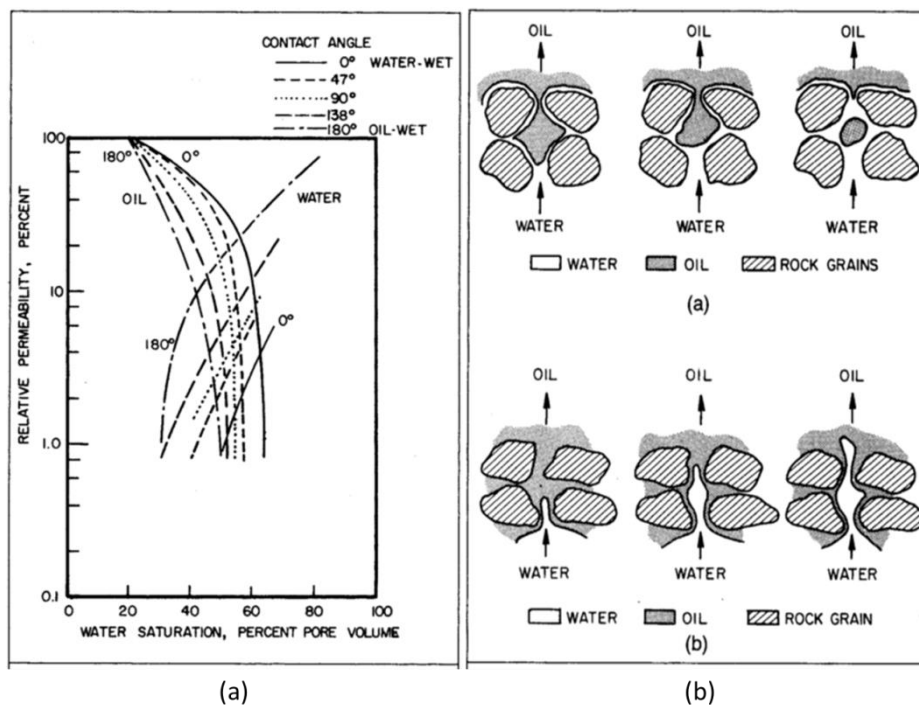 CONTACT ANGLE
0° WATER-WET
47°
90°
138°
180° OIL-WET
RELATIVE PERMEABILITY, PERCENT
100
10
1.0
0.1
180°
0°
OIL
WATER
180°
0°
0 20 40 60 80 100
WATER SATURATION, PERCENT PORE VOLUME
(a)
OIL OIL OIL
WATER WATER WATER
WATER OIL ROCK GRAINS
(a)
OIL OIL OIL
WATER WATER WATER
WATER OIL ROCK GRAIN
(b)
(b)